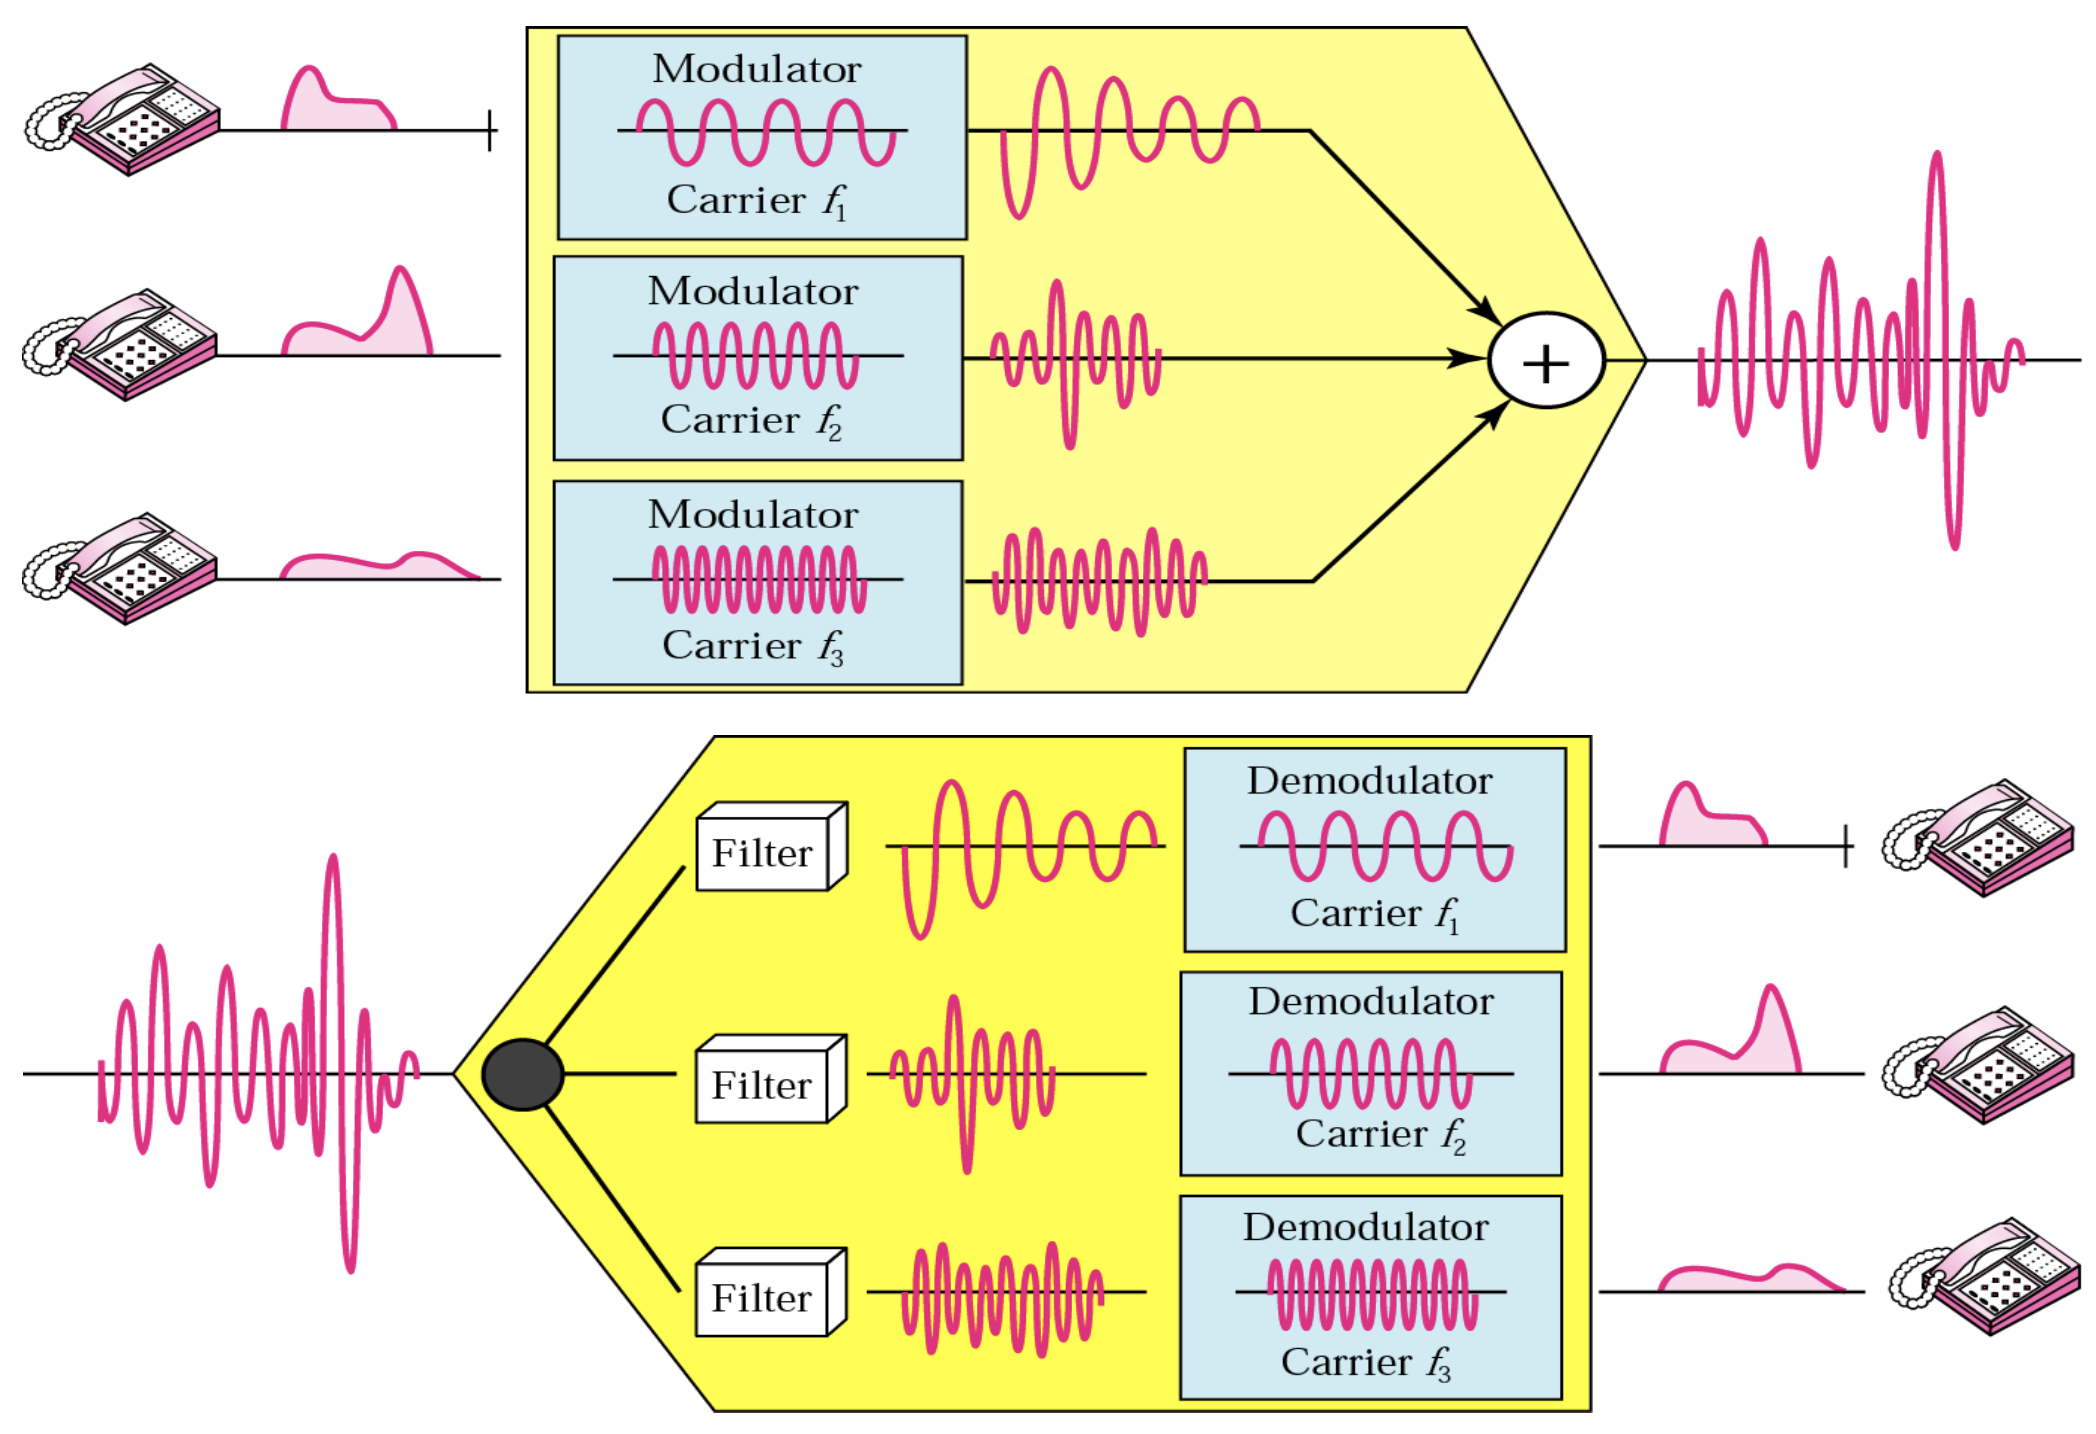 Modulator
Carrier f1
Modulator
Carrier f2
Modulator
Carrier f3
+
Filter
Demodulator
Carrier f1
Filter
Demodulator
Carrier f2
Filter
Demodulator
Carrier f3